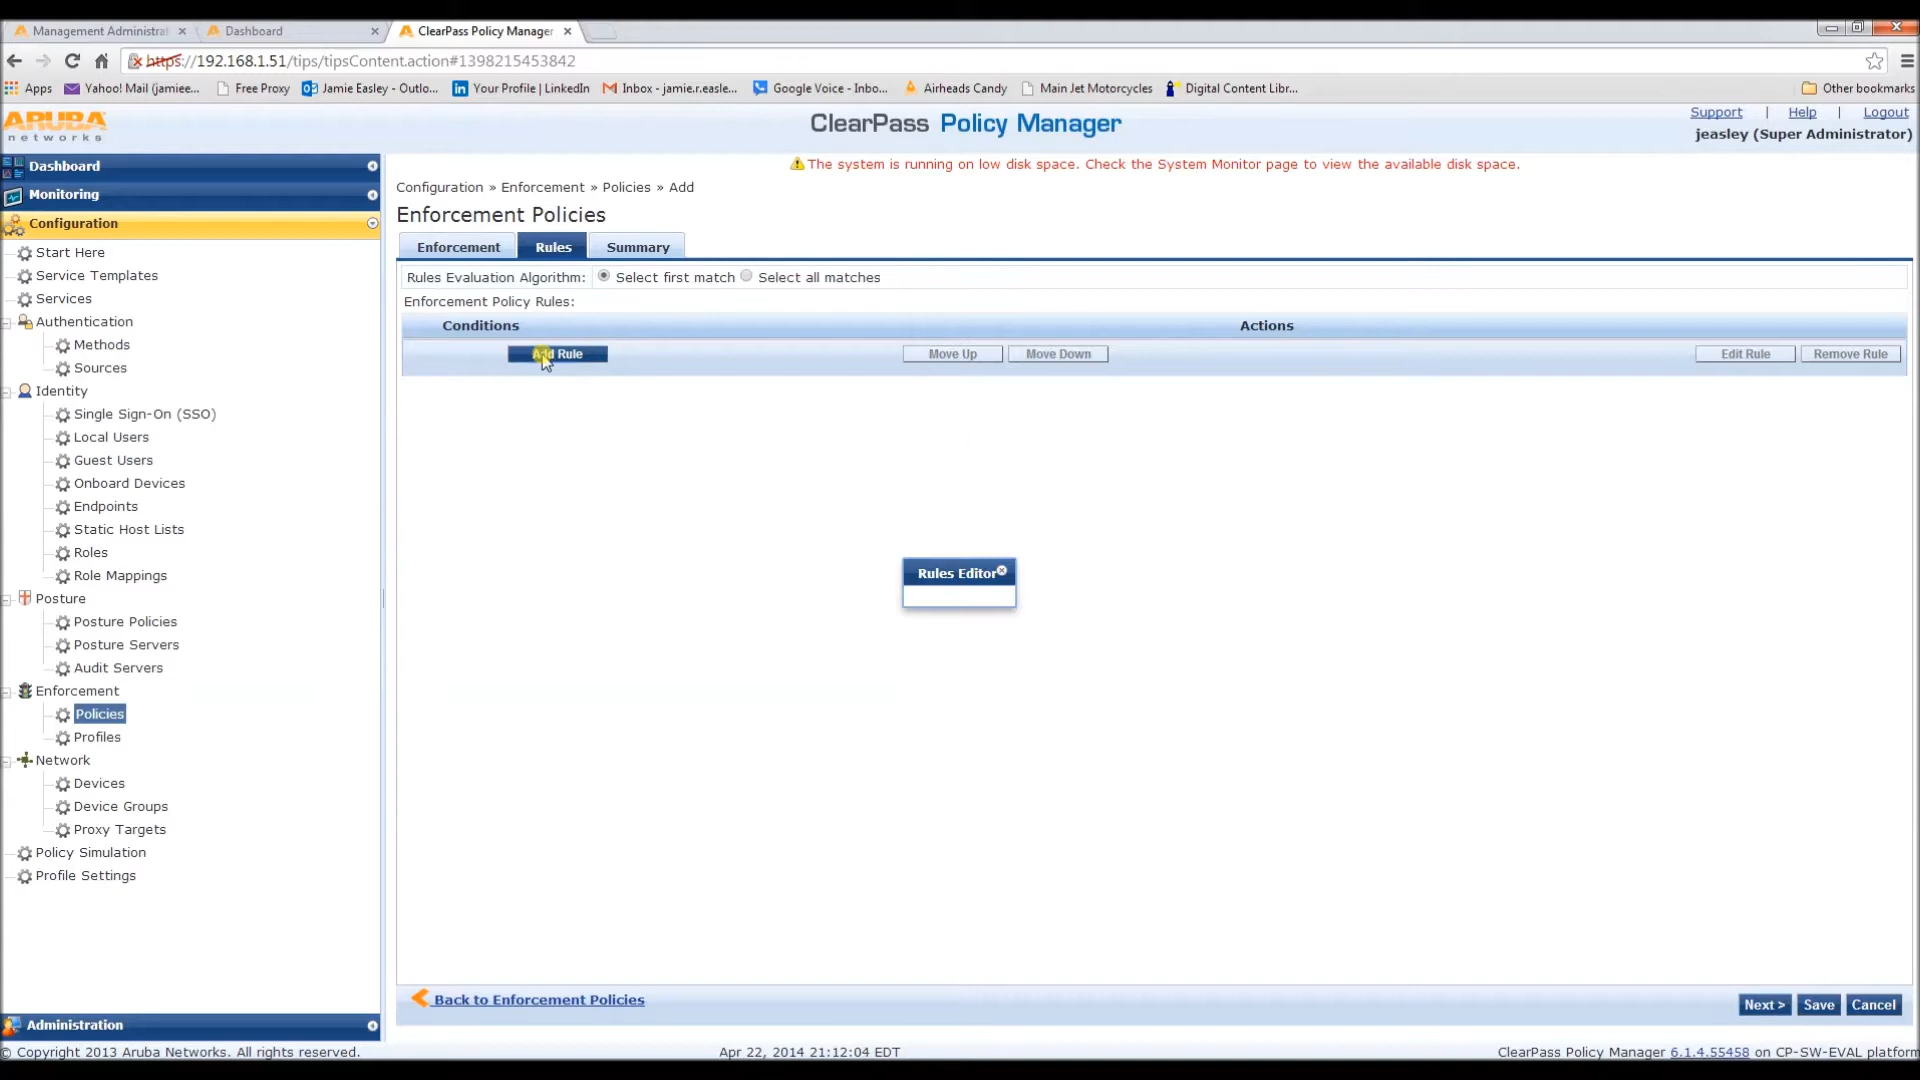 Management Administrat
Dashboard
ClearPass Policy Manager
https://192.168.1.51/tips/tipsContent.action#1398215453842
Apps
Yahoo! Mail (jamiee...
Free Proxy
Jamie Easley - Outlo...
Your Profile | LinkedIn
Inbox - jamie.r.easle...
Google Voice - Inbo...
Airheads Candy
Main Jet Motorcycles
Digital Content Libr...
Other bookmarks
ARUBA
networks
ClearPass Policy Manager
Support | Help | Logout
jeasley (Super Administrator)
The system is running on low disk space. Check the System Monitor page to view the available disk space.
Dashboard
Monitoring
Configuration
Start Here
Service Templates
Services
Authentication
Methods
Sources
Identity
Single Sign-On (SSO)
Local Users
Guest Users
Onboard Devices
Endpoints
Static Host Lists
Roles
Role Mappings
Posture
Posture Policies
Posture Servers
Audit Servers
Enforcement
Policies
Profiles
Network
Devices
Device Groups
Proxy Targets
Policy Simulation
Profile Settings
Administration
Configuration » Enforcement » Policies » Add
Enforcement Policies
Enforcement
Rules
Summary
Rules Evaluation Algorithm: Select first match Select all matches
Enforcement Policy Rules:
Conditions Actions
Add Rule
Move Up
Move Down
Edit Rule
Remove Rule
Rules Editor
Back to Enforcement Policies
Next >
Save
Cancel
© Copyright 2013 Aruba Networks. All rights reserved.
Apr 22, 2014 21:12:04 EDT
ClearPass Policy Manager 6.1.4.55458 on CP-SW-EVAL platform